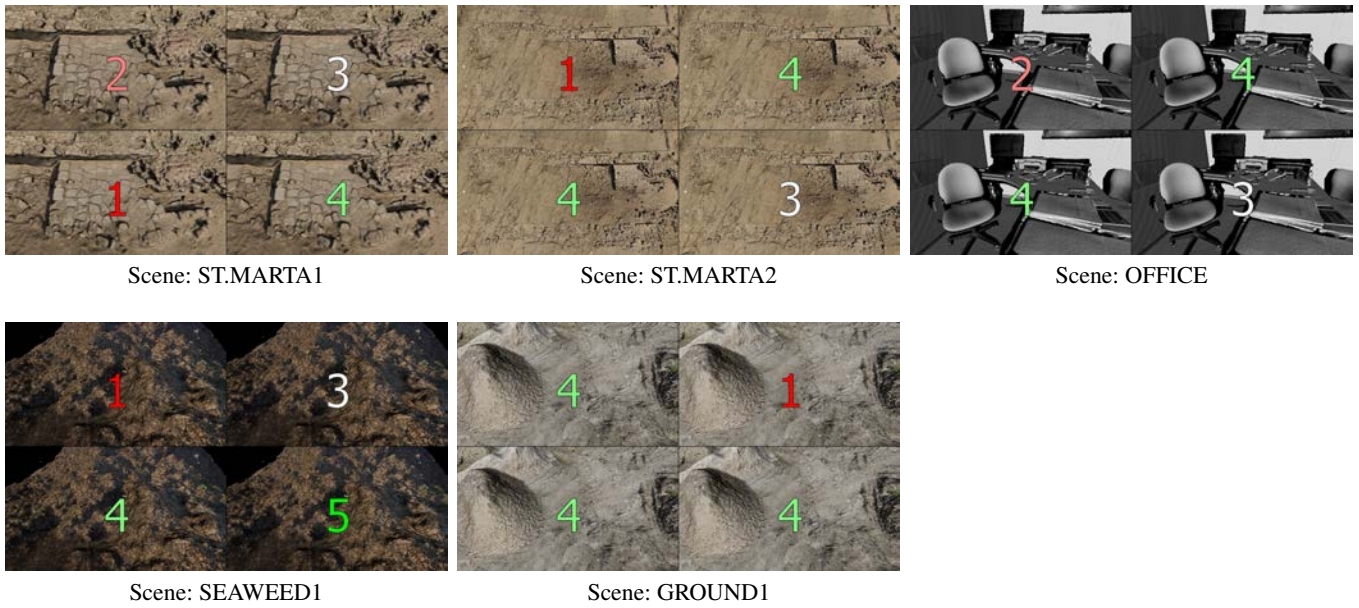 2 3
1 4
Scene: ST.MARTA1
1 4
4 3
Scene: ST.MARTA2
2 4
4 3
Scene: OFFICE
1 3
4 5
Scene: SEAWEED1
4 1
4 4
Scene: GROUND1